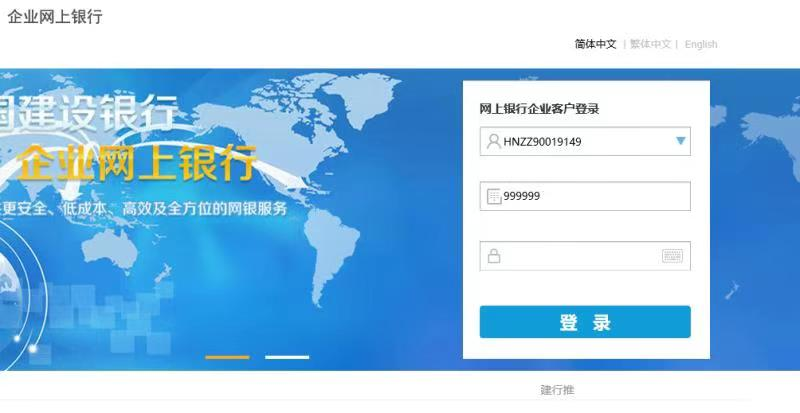 企业网上银行
简体中文 | 繁体中文 | English
国建设银行
企业网上银行
更安全、低成本、高效及全方位的网银服务
网上银行企业客户登录
HNZZ90019149
999999
登 录
建行推